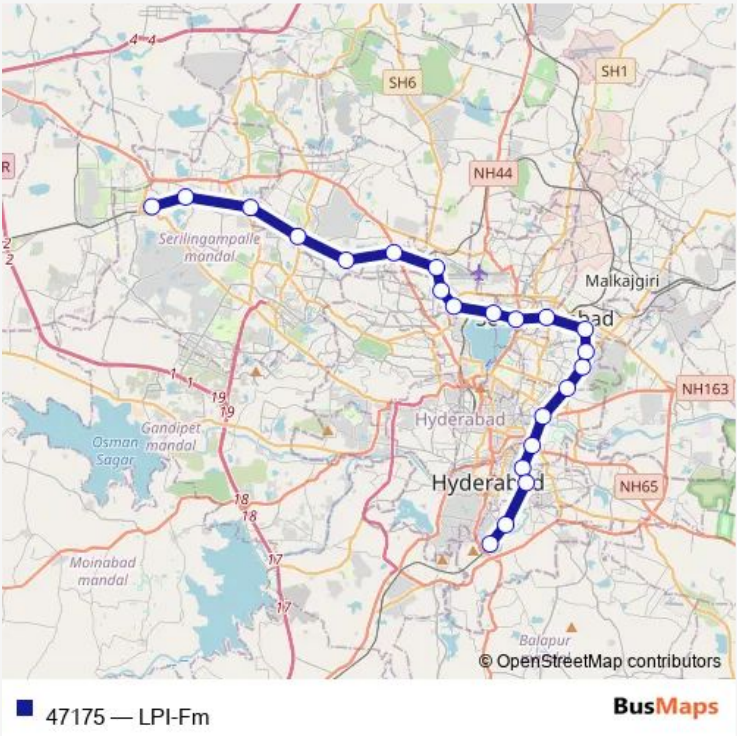 4 4
SH6
SH1
R
NH44
Serilingampalle
mandal
2
2
Malkajgiri
bad
1 1
19
19
NH163
Gandipet
mandal
Hyderabad
Osman
Sagar
Hyderabad
NH65
18
18
Moinabad
mandal
17
17
Balapur
© OpenStreetMap contributors
47175 — LPI-Fm
BusMaps